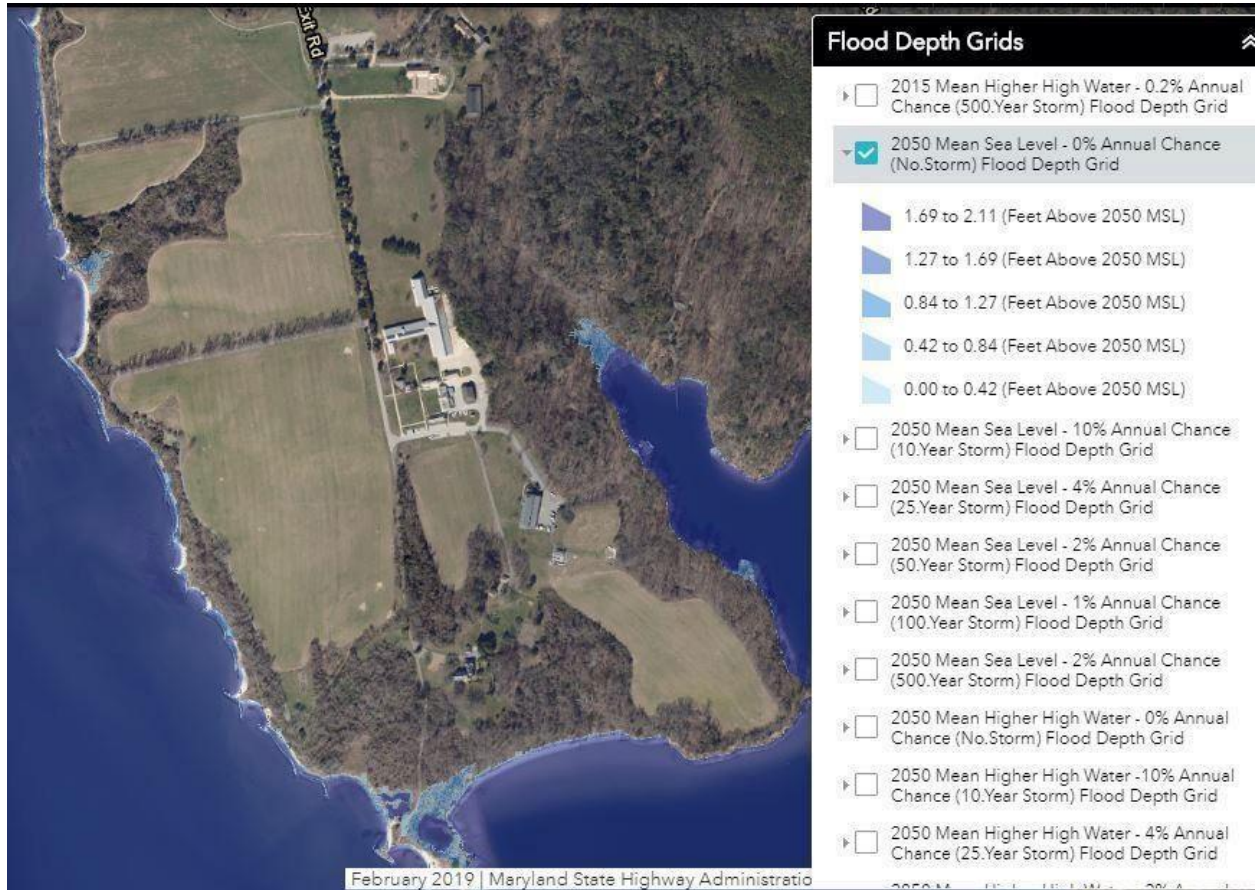 Exit Rd
Flood Depth Grids
2015 Mean Higher High Water - 0.2% Annual
Chance (500.Year Storm) Flood Depth Grid
2050 Mean Sea Level - 0% Annual Chance
(No.Storm) Flood Depth Grid
1.69 to 2.11 (Feet Above 2050 MSL)
1.27 to 1.69 (Feet Above 2050 MSL)
0.84 to 1.27 (Feet Above 2050 MSL)
0.42 to 0.84 (Feet Above 2050 MSL)
0.00 to 0.42 (Feet Above 2050 MSL)
2050 Mean Sea Level - 10% Annual Chance
(10.Year Storm) Flood Depth Grid
2050 Mean Sea Level - 4% Annual Chance
(25.Year Storm) Flood Depth Grid
2050 Mean Sea Level - 2% Annual Chance
(50.Year Storm) Flood Depth Grid
2050 Mean Sea Level - 1% Annual Chance
(100.Year Storm) Flood Depth Grid
2050 Mean Sea Level - 2% Annual Chance
(500.Year Storm) Flood Depth Grid
2050 Mean Higher High Water - 0% Annual
Chance (No.Storm) Flood Depth Grid
2050 Mean Higher High Water -10% Annual
Chance (10.Year Storm) Flood Depth Grid
2050 Mean Higher High Water - 4% Annual
Chance (25.Year Storm) Flood Depth Grid
February 2019 | Maryland State Highway Administratio